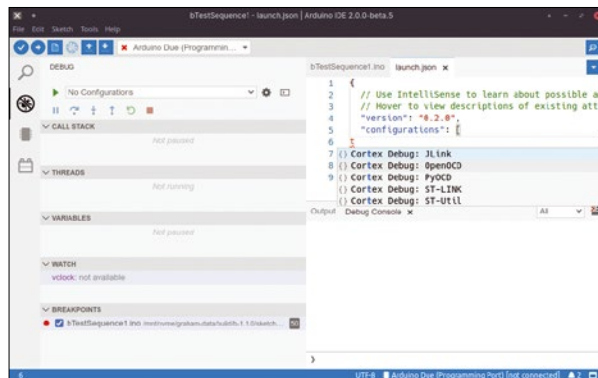 bTestSequence1 - launch.json | Arduino IDE 2.0.0-beta.5
File Edit Sketch Tools Help
Arduino Due (Programmin...
DEBUG
No Configurations
CALL STACK
Not paused
THREADS
Not running
VARIABLES
Not paused
WATCH
vclock: not available
BREAKPOINTS
bTestSequence1.ino 50
bTestSequence1.ino launch.json
1 {
2 // Use IntelliSense to learn about possible a
3 // Hover to view descriptions of existing att
4 "version": "0.2.0",
5 "configurations": [
6 t
7 {} Cortex Debug: JLink
8 {} Cortex Debug: OpenOCD
9 {} Cortex Debug: PyOCD
{} Cortex Debug: ST-LINK
{} Cortex Debug: ST-Util
Output Debug Console All
6 UTF-8 Arduino Due (Programming Port) [not connected] 2